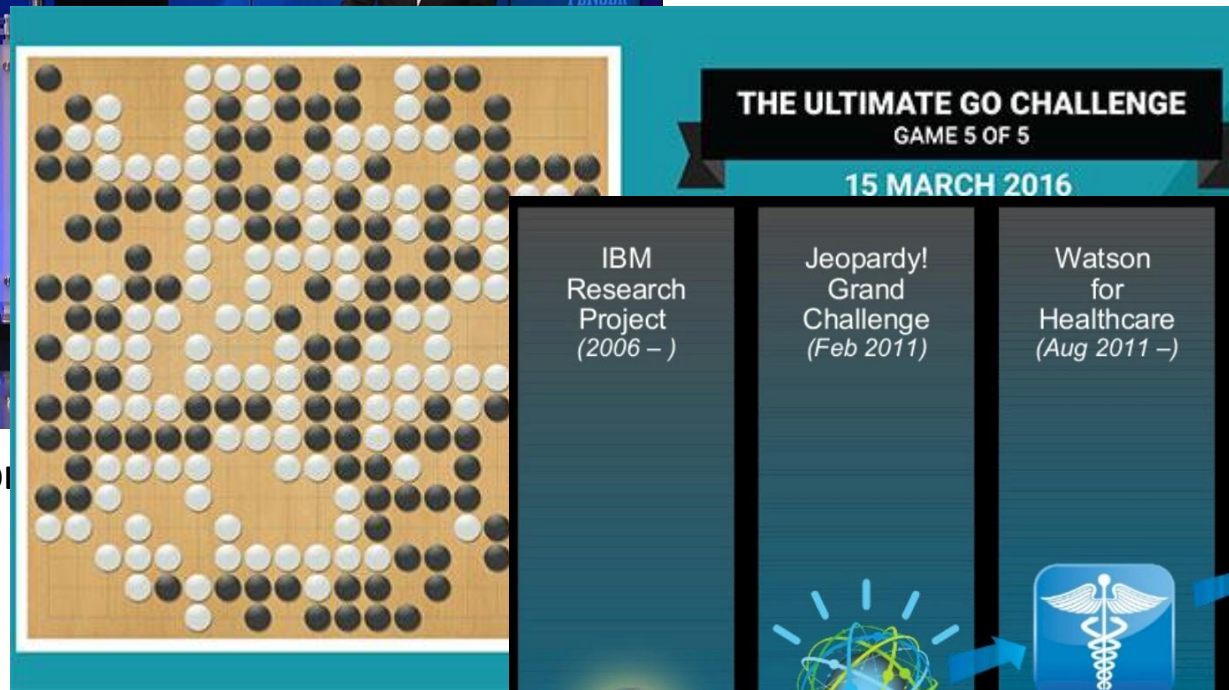 THE ULTIMATE GO CHALLENGE
GAME 5 OF 5
15 MARCH 2016
IBM
Research
Project
(2006 – )
Jeopardy!
Grand
Challenge
(Feb 2011)
Watson
for
Healthcare
(Aug 2011 –)